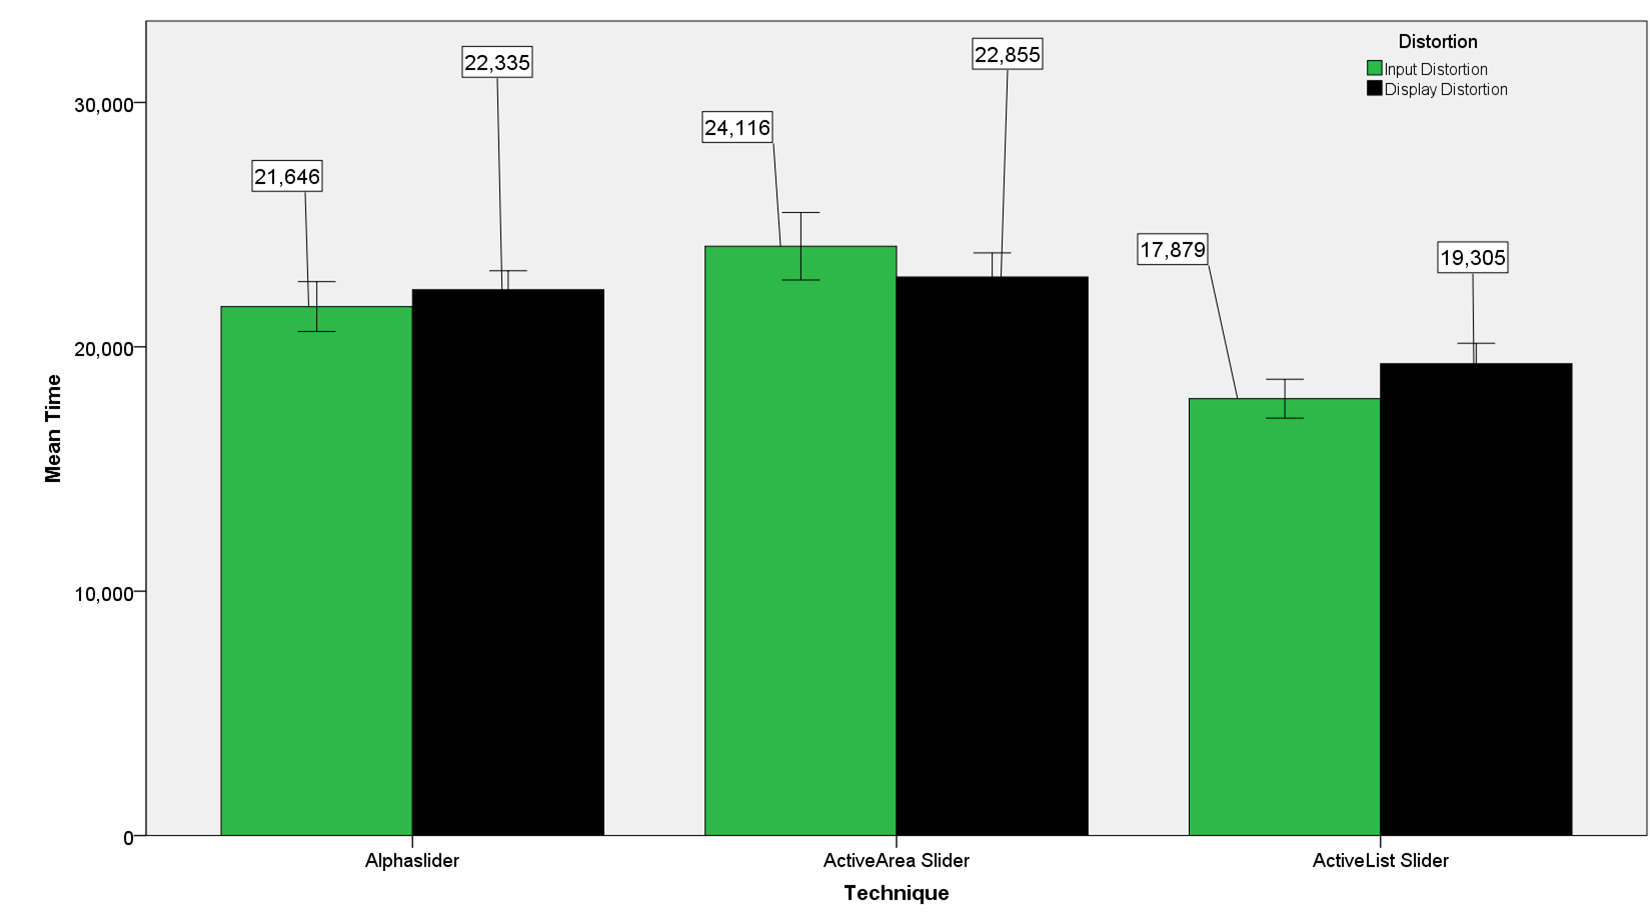 Distortion
Input Distortion
Display Distortion
22,335
22,855
24,116
21,646
17,879
19,305
30,000
20,000
10,000
0
Mean Time
Alphaslider
ActiveArea Slider
ActiveList Slider
Technique